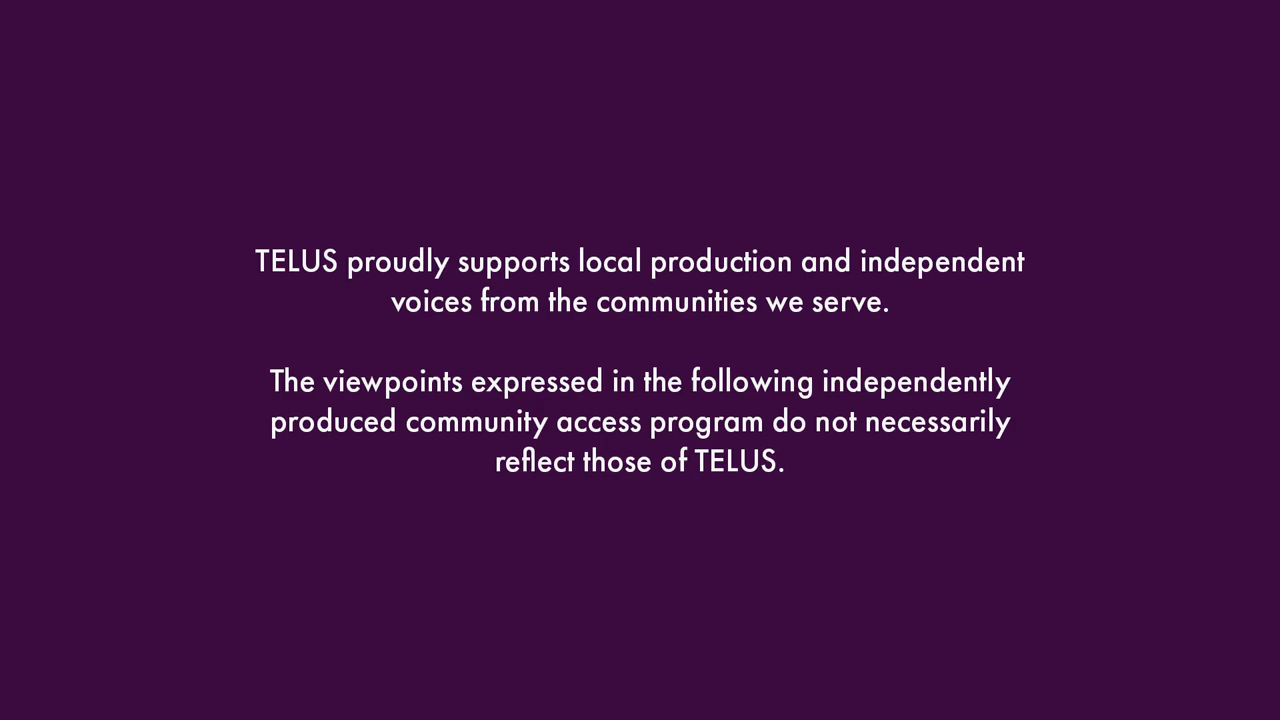 TELUS proudly supports local production and independent
voices from the communities we serve.
The viewpoints expressed in the following independently
produced community access program do not necessarily
reflect those of TELUS.